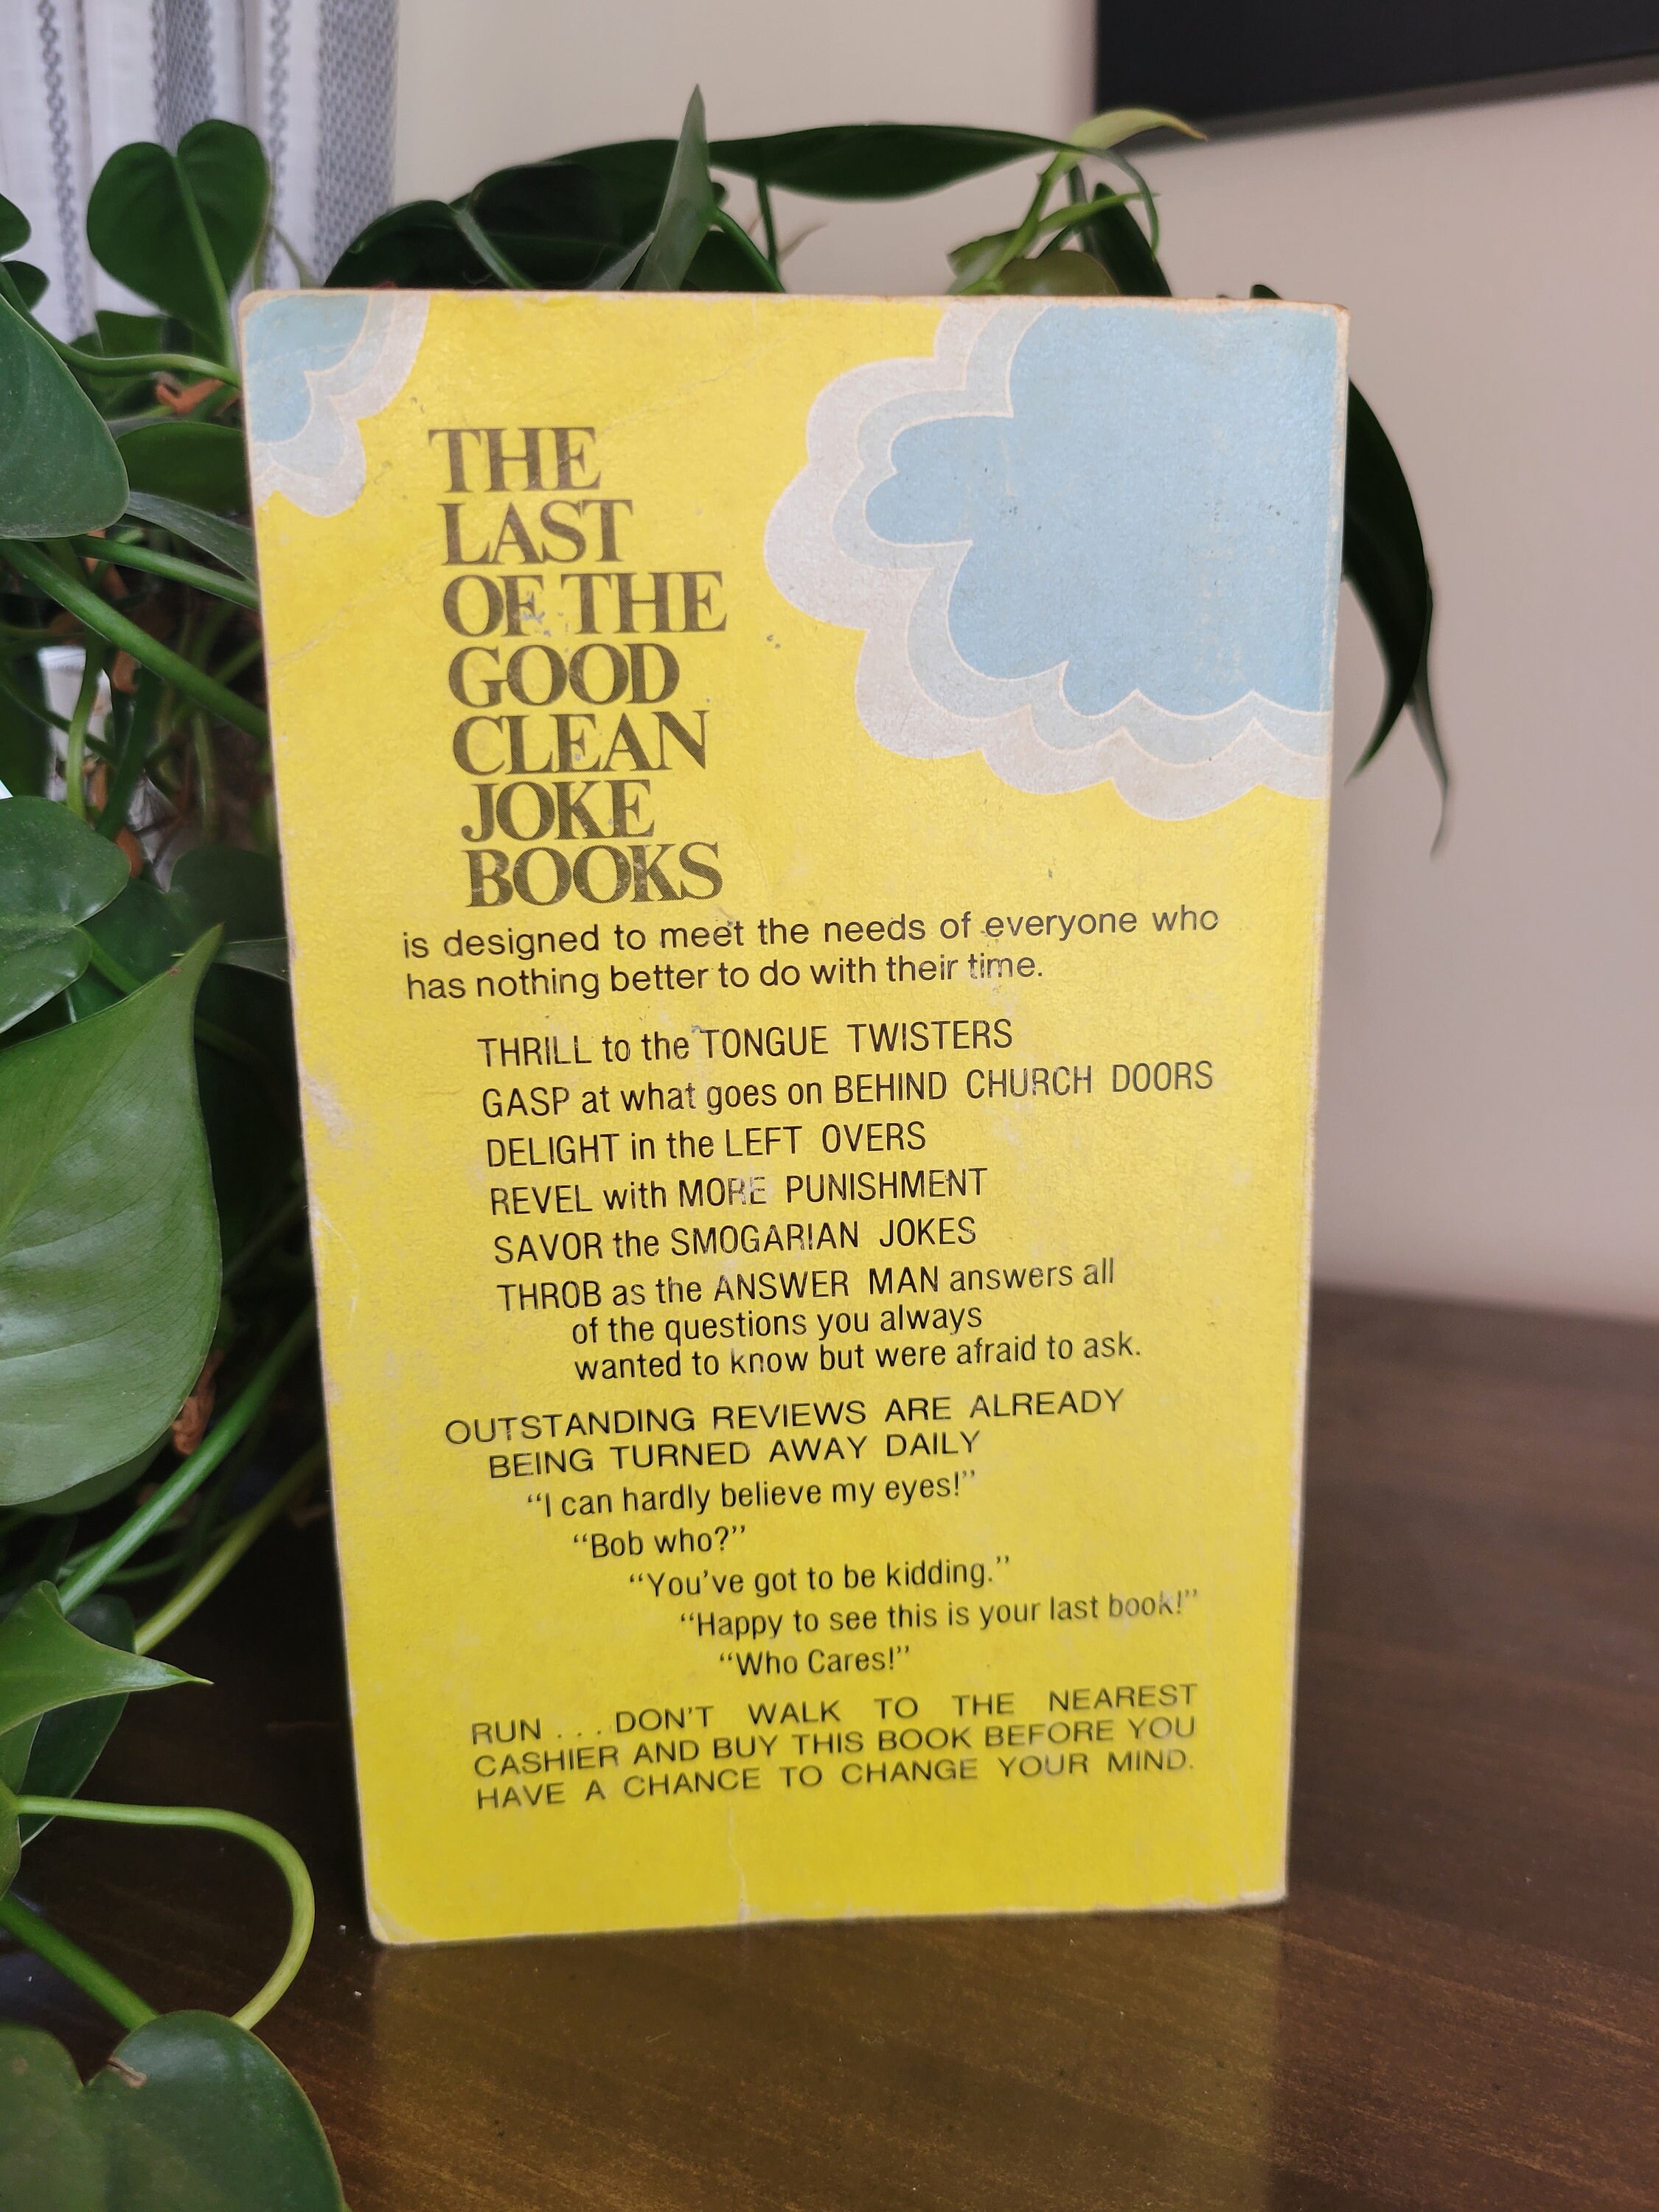 THE
LAST
OF THE
GOOD
CLEAN
JOKE
BOOKS
is designed to meet the needs of everyone who
has nothing better to do with their time.
THRILL to the TONGUE TWISTERS
GASP at what goes on BEHIND CHURCH DOORS
DELIGHT in the LEFT OVERS
REVEL with MORE PUNISHMENT
SAVOR the SMOGARIAN JOKES
THROB as the ANSWER MAN answers all
of the questions you always
wanted to know but were afraid to ask.
OUTSTANDING REVIEWS ARE ALREADY
BEING TURNED AWAY DAILY
“I can hardly believe my eyes!”
“Bob who?”
“You’ve got to be kidding.”
“Happy to see this is your last book!”
“Who Cares!”
RUN . . . DON’T WALK TO THE NEAREST
CASHIER AND BUY THIS BOOK BEFORE YOU
HAVE A CHANCE TO CHANGE YOUR MIND.